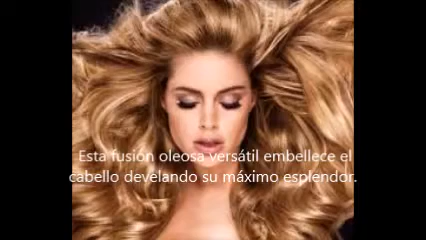 Esta fusión oleosa versátil embellece el
cabello develando su máximo esplendor.